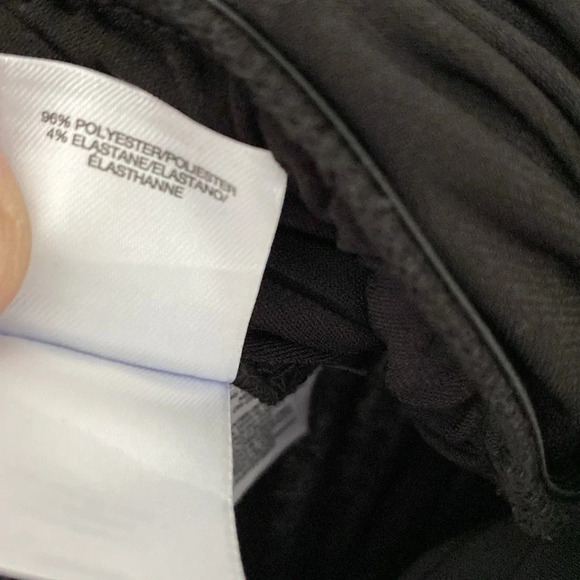 96% POLYESTER/POLIESTER
4% ELASTANE/ELASTANO/
ÉLASTHANNE